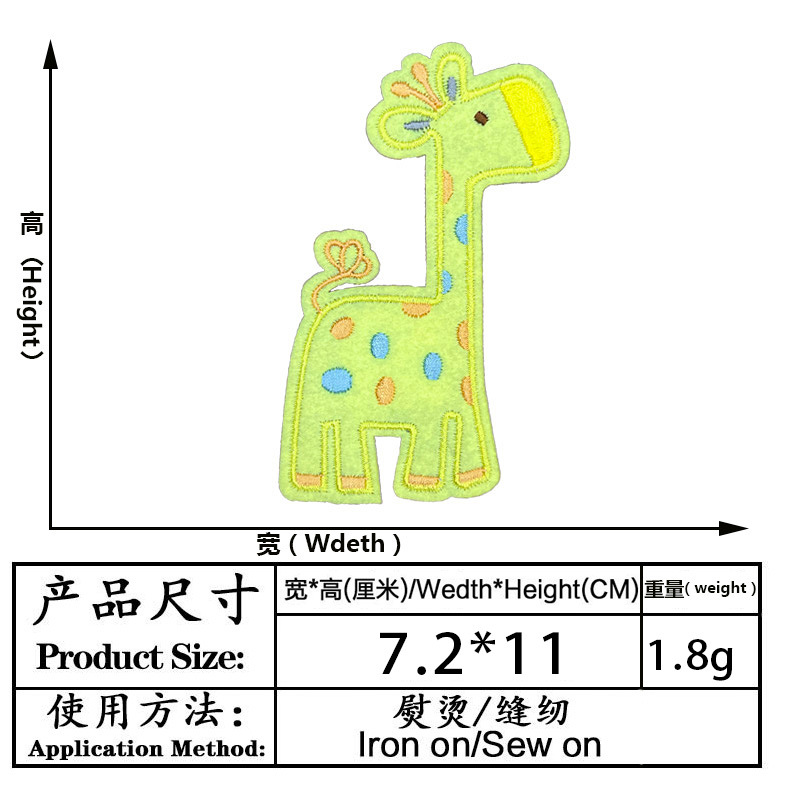 高
(Height)
宽 ( Wdeth )
产品尺寸
Product Size:
宽*高(厘米)/Wedth*Height(CM)
重量( weight )
7.2*11
1.8g
使用方法:
Application Method:
熨烫/缝纫
Iron on/Sew on